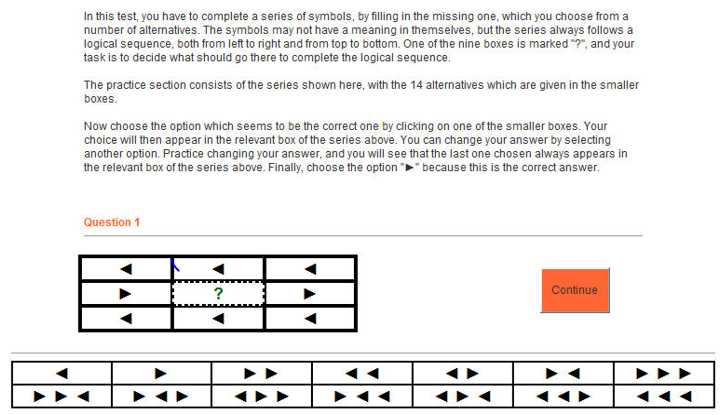 In this test, you have to complete a series of symbols, by filling in the missing one, which you choose from a
number of alternatives. The symbols may not have a meaning in themselves, but the series always follows a
logical sequence, both from left to right and from top to bottom. One of the nine boxes is marked "?", and your
task is to decide what should go there to complete the logical sequence.
The practice section consists of the series shown here, with the 14 alternatives which are given in the smaller
boxes.
Now choose the option which seems to be the correct one by clicking on one of the smaller boxes. Your
choice will then appear in the relevant box of the series above. You can change your answer by selecting
another option. Practice changing your answer, and you will see that the last one chosen always appears in
the relevant box of the series above. Finally, choose the option "►" because this is the correct answer.
Question 1
◄ ◄ ◄
► ? ►
◄ ◄ ◄
Continue
◄ ► ► ► ◄ ◄ ◄ ► ► ◄ ► ► ►
► ► ◄ ► ◄ ► ◄ ► ► ► ◄ ◄ ◄ ► ◄ ◄ ◄ ► ◄ ◄ ◄